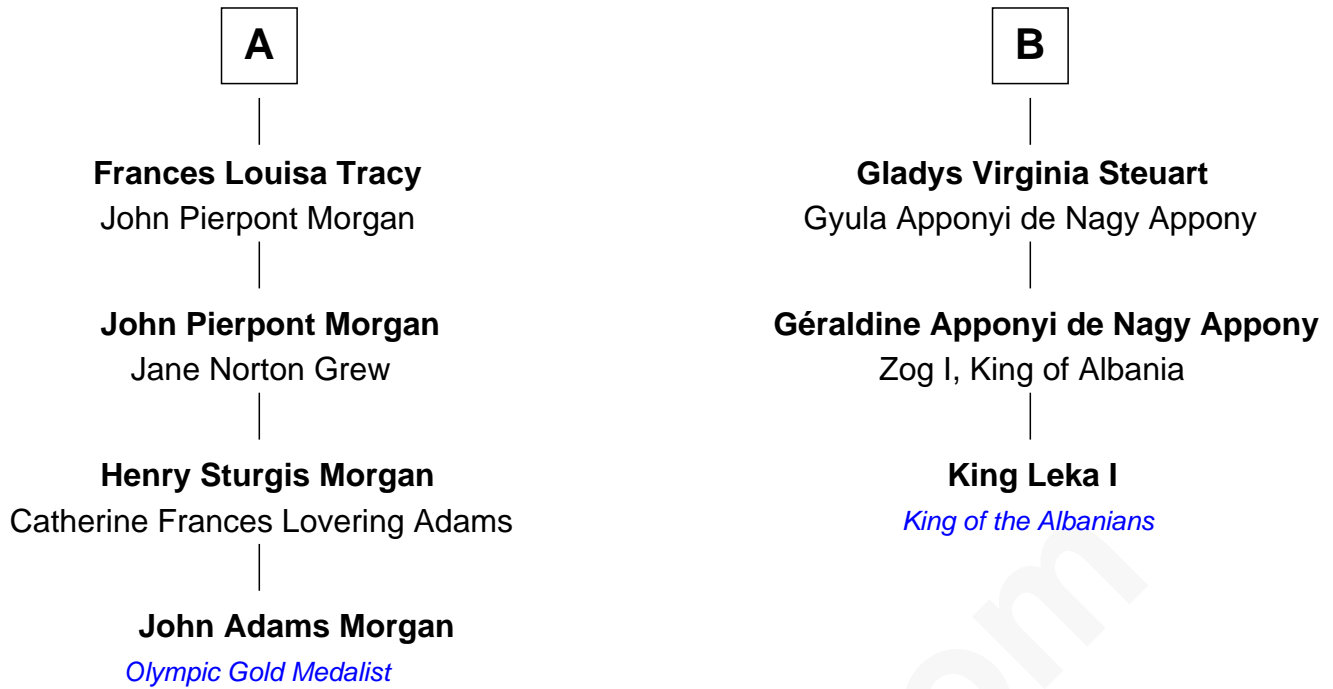 A
Frances Louisa Tracy
John Pierpont Morgan
John Pierpont Morgan
Jane Norton Grew
Henry Sturgis Morgan
Catherine Frances Lovering Adams
John Adams Morgan
Olympic Gold Medalist
B
Gladys Virginia Steuart
Gyula Apponyi de Nagy Appony
Géraldine Apponyi de Nagy Appony
Zog I, King of Albania
King Leka I
King of the Albanians
om